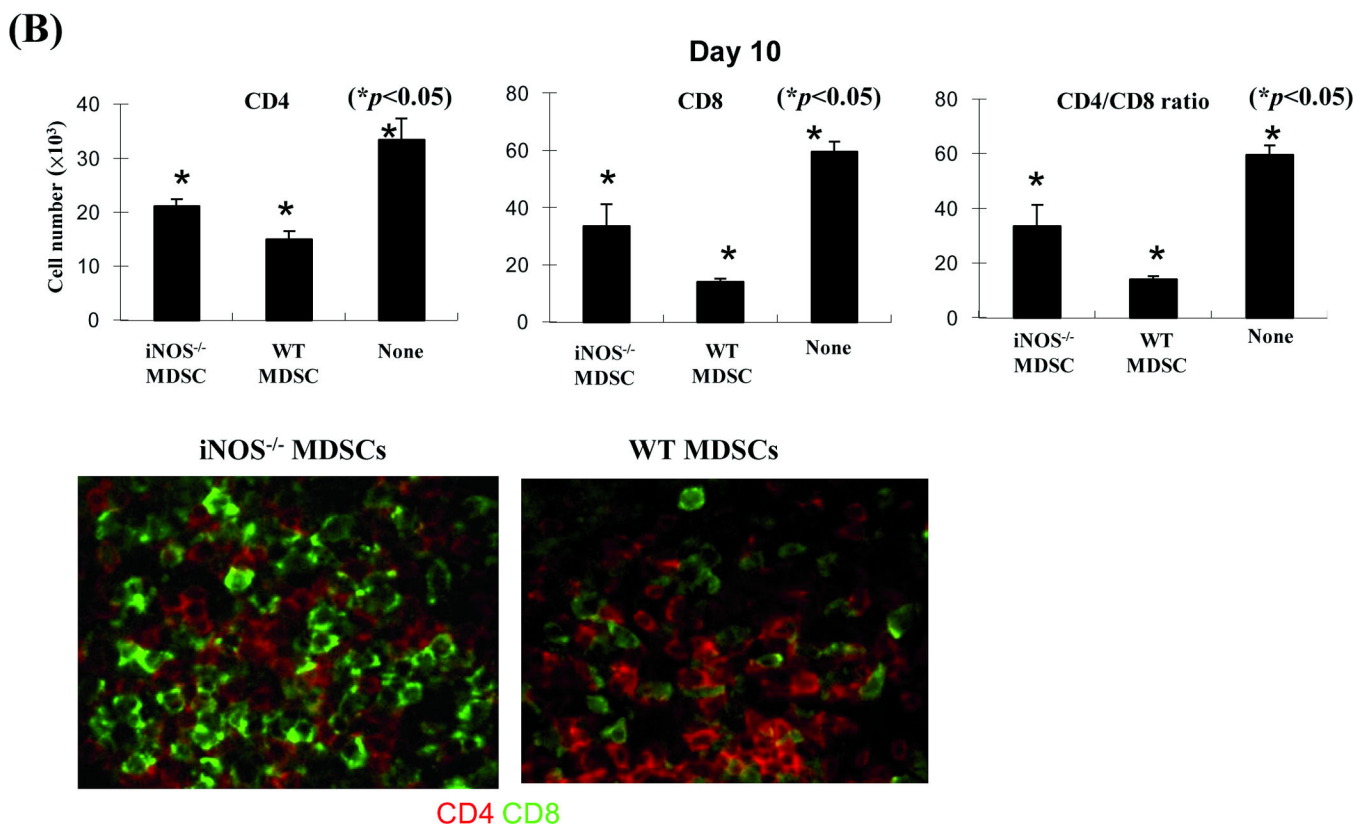 (B)
Day 10
CD4 (*p<0.05)
Cell number (×10³)
40
30
20
10
0
iNOS⁻/⁻ MDSC
WT MDSC
None
CD8 (*p<0.05)
80
60
40
20
0
iNOS⁻/⁻ MDSC
WT MDSC
None
CD4/CD8 ratio (*p<0.05)
80
60
40
20
0
iNOS⁻/⁻ MDSC
WT MDSC
None
iNOS⁻/⁻ MDSCs
WT MDSCs
CD4 CD8